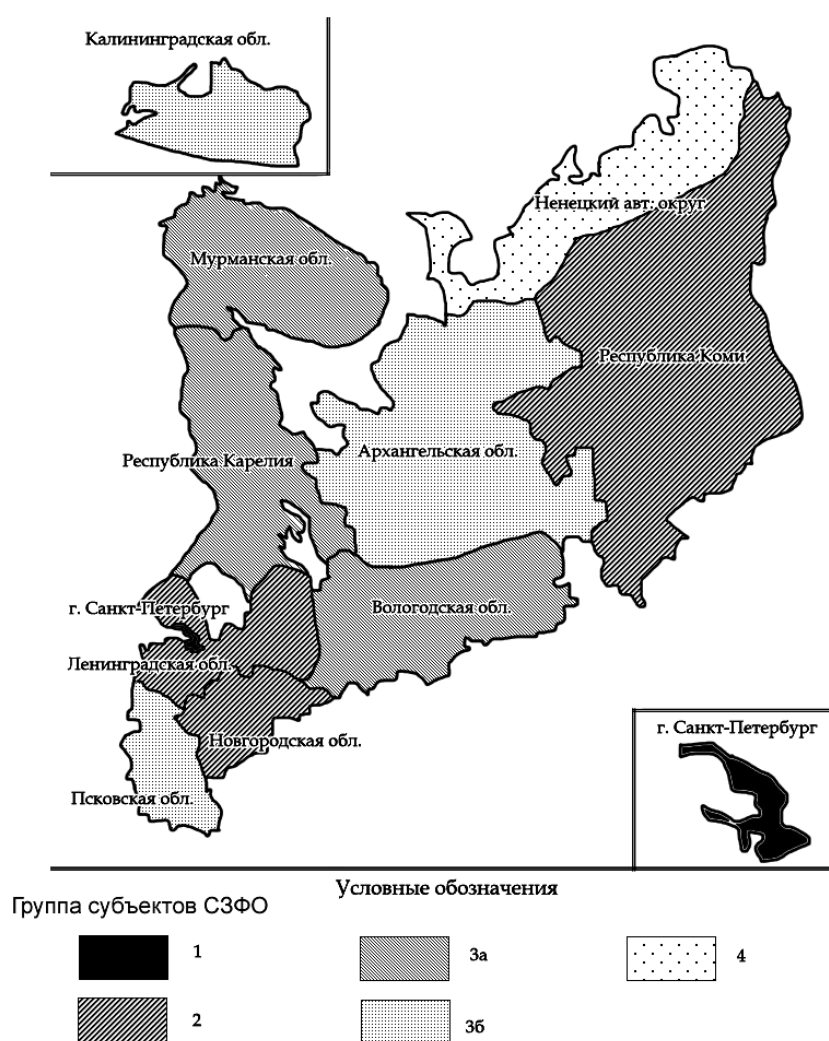 Калининградская обл.
Ненецкий авт. округ
Мурманская обл.
Республика Коми
Архангельская обл.
Республика Карелия
г. Санкт-Петербург
Вологодская обл.
Ленинградская обл.
Новгородская обл.
г. Санкт-Петербург
Псковская обл.
Условные обозначения
Группа субъектов СЗФО
1
3а
4
2
3б